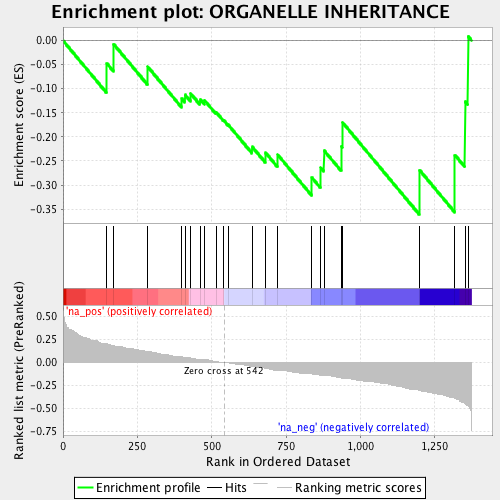 Enrichment plot: ORGANELLE INHERITANCE
Enrichment score (ES)
0.00
-0.05
-0.10
-0.15
-0.20
-0.25
-0.30
-0.35
'na_pos' (positively correlated)
Ranked list metric (PreRanked)
0.50
0.25
0.00
-0.25
-0.50
-0.75
Zero cross at 542
'na_neg' (negatively correlated)
0
250
500
750
1,000
1,250
Rank in Ordered Dataset
Enrichment profile
Hits
Ranking metric scores